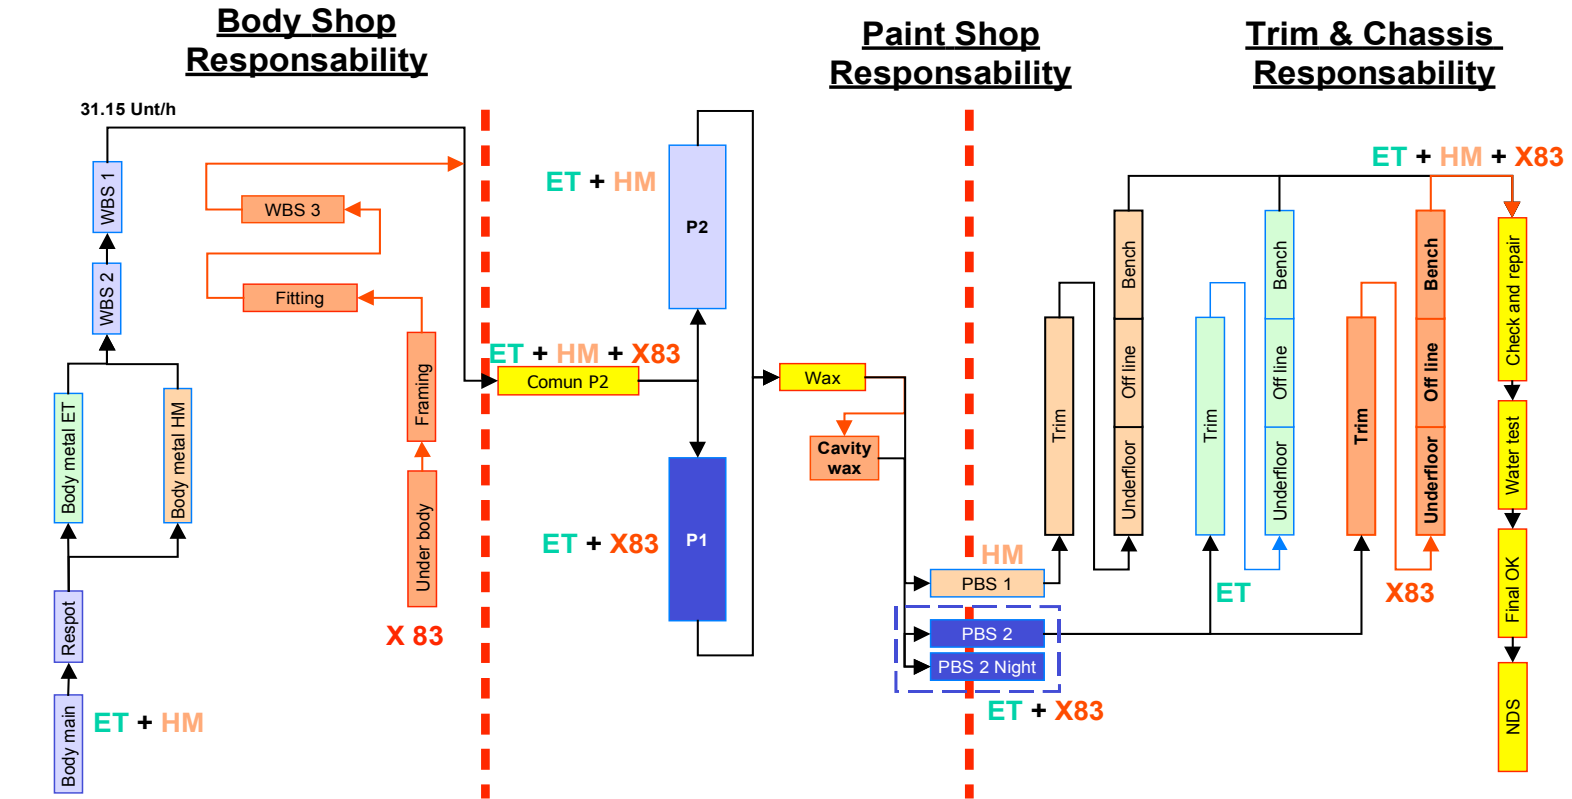 Body Shop
Responsability
Paint Shop
Responsability
Trim & Chassis
Responsability
31.15 Unt/h
WBS 1
WBS 2
Body metal ET
Body metal HM
Respot
Body main
ET + HM
WBS 3
Fitting
Framing
Under body
X 83
ET + HM + X83
Comun P2
ET + HM
P2
ET + X83
P1
Wax
Cavity
wax
HM
PBS 1
PBS 2
PBS 2 Night
ET + X83
Trim
Bench
Off line
Underfloor
Trim
Bench
Off line
Underfloor
ET
Trim
Bench
Off line
Underfloor
X83
ET + HM + X83
Check and repair
Water test
Final OK
NDS